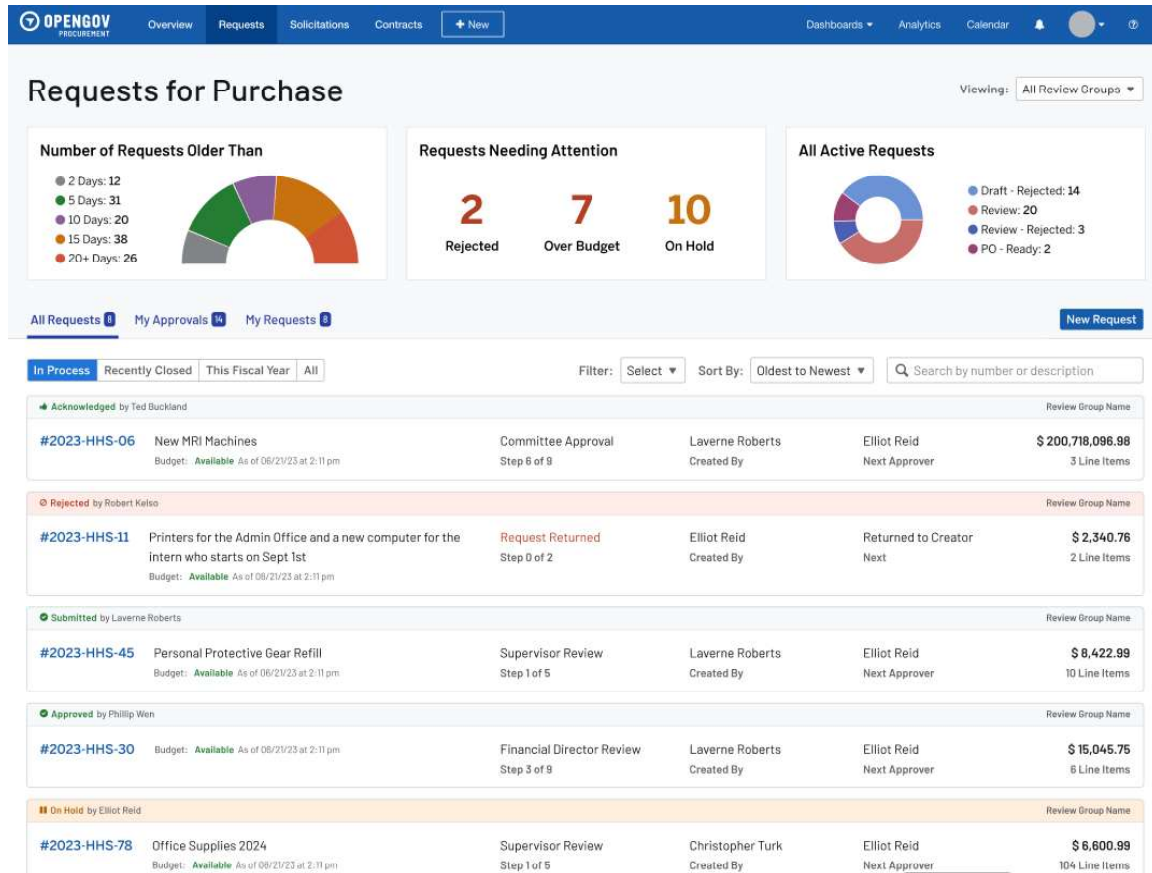 OPENGOV
PROCUREMENT
Overview
Requests
Solicitations
Contracts
+ New
Dashboards
Analytics
Calendar
Requests for Purchase
Viewing: All Review Groups
Number of Requests Older Than
2 Days: 12
5 Days: 31
10 Days: 20
15 Days: 38
20+ Days: 26
Requests Needing Attention
2 7 10
Rejected Over Budget On Hold
All Active Requests
Draft - Rejected: 14
Review: 20
Review - Rejected: 3
PO - Ready: 2
All Requests 8 My Approvals 14 My Requests 8
New Request
In Process Recently Closed This Fiscal Year All
Filter: Select Sort By: Oldest to Newest Search by number or description
Acknowledged by Ted Buckland Review Group Name
#2023-HHS-06 New MRI Machines Committee Approval Laverne Roberts Elliot Reid $ 200,718,096.98
Budget: Available As of 06/21/23 at 2:11 pm Step 6 of 9 Created By Next Approver 3 Line Items
Rejected by Robert Kelso Review Group Name
#2023-HHS-11 Printers for the Admin Office and a new computer for the Request Returned Elliot Reid Returned to Creator $ 2,340.76
intern who starts on Sept 1st Step 0 of 2 Created By Next 2 Line Items
Budget: Available As of 06/21/23 at 2:11 pm
Submitted by Laverne Roberts Review Group Name
#2023-HHS-45 Personal Protective Gear Refill Supervisor Review Laverne Roberts Elliot Reid $ 8,422.99
Budget: Available As of 06/21/23 at 2:11 pm Step 1 of 5 Created By Next Approver 10 Line Items
Approved by Phillip Wen Review Group Name
#2023-HHS-30 Budget: Available As of 06/21/23 at 2:11 pm Financial Director Review Laverne Roberts Elliot Reid $ 15,045.75
Step 3 of 9 Created By Next Approver 6 Line Items
On Hold by Elliot Reid Review Group Name
#2023-HHS-78 Office Supplies 2024 Supervisor Review Christopher Turk Elliot Reid $ 6,600.99
Budget: Available As of 06/21/23 at 2:11 pm Step 1 of 5 Created By Next Approver 104 Line Items